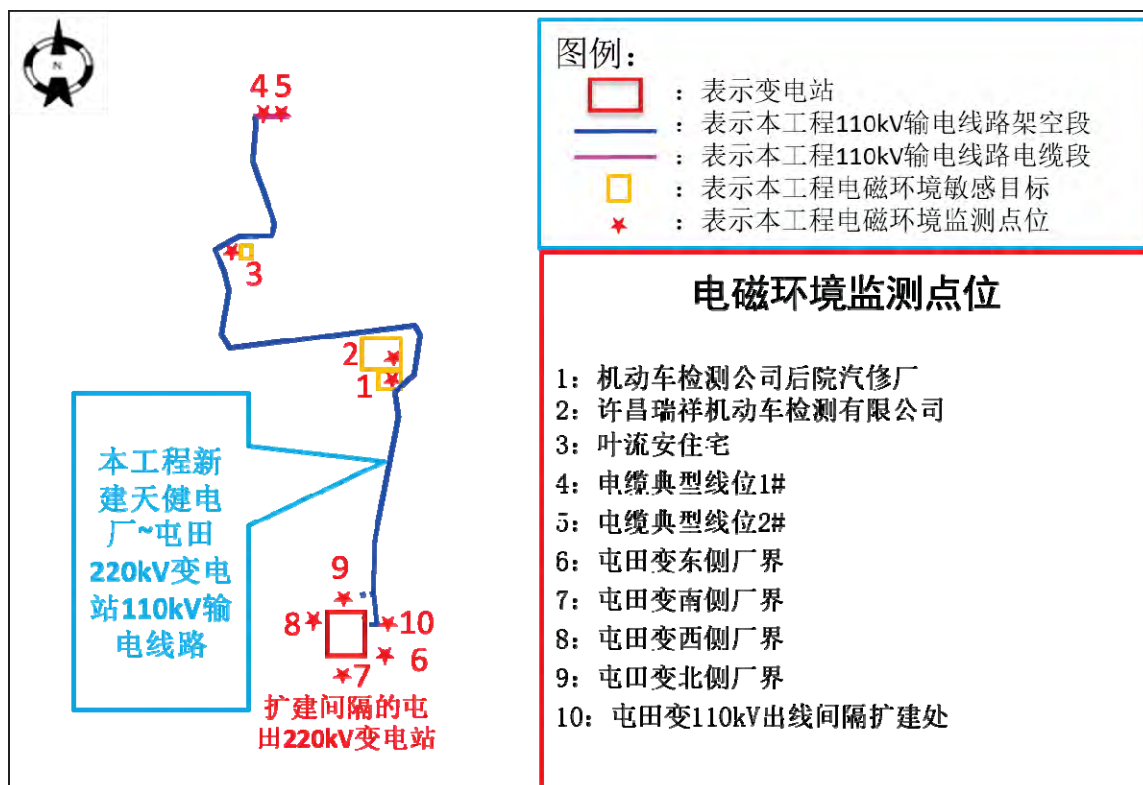 N
4 5
3
2
1
9
8
10
6
7
本工程新
建天健电
厂~屯田
220kV变电
站110kV输
电线路
扩建间隔的屯
田220kV变电站
图例：
：表示变电站
：表示本工程110kV输电线路架空段
：表示本工程110kV输电线路电缆段
：表示本工程电磁环境敏感目标
：表示本工程电磁环境监测点位
电磁环境监测点位
1：机动车检测公司后院汽修厂
2：许昌瑞祥机动车检测有限公司
3：叶流安住宅
4：电缆典型线位1#
5：电缆典型线位2#
6：屯田变东侧厂界
7：屯田变南侧厂界
8：屯田变西侧厂界
9：屯田变北侧厂界
10：屯田变110kV出线间隔扩建处